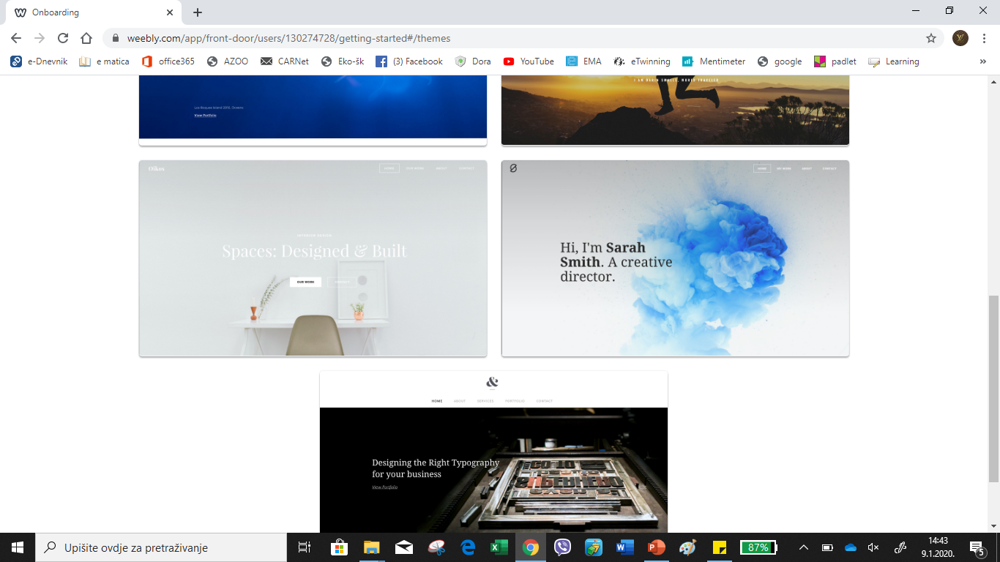 Onboarding
weebly.com/app/front-door/users/130274728/getting-started#/themes
e-Dnevnik e matica office365 AZOO CARNet Eko-šk (3) Facebook Dora YouTube EMA eTwinning Mentimeter google padlet Learning »
Los Roques Island 2016, Oceans
View Portfolio
Oikos HOME OUR WORK ABOUT CONTACT
INTERIOR DESIGN
Spaces: Designed & Built
OUR WORK
HOME MY WORK ABOUT CONTACT
Hi, I'm Sarah
Smith. A creative
director.
&
HOME ABOUT SERVICES PORTFOLIO CONTACT
Designing the Right Typography
for your business
View Portfolio
Upišite ovdje za pretraživanje
87%
14:43
9.1.2020.
5